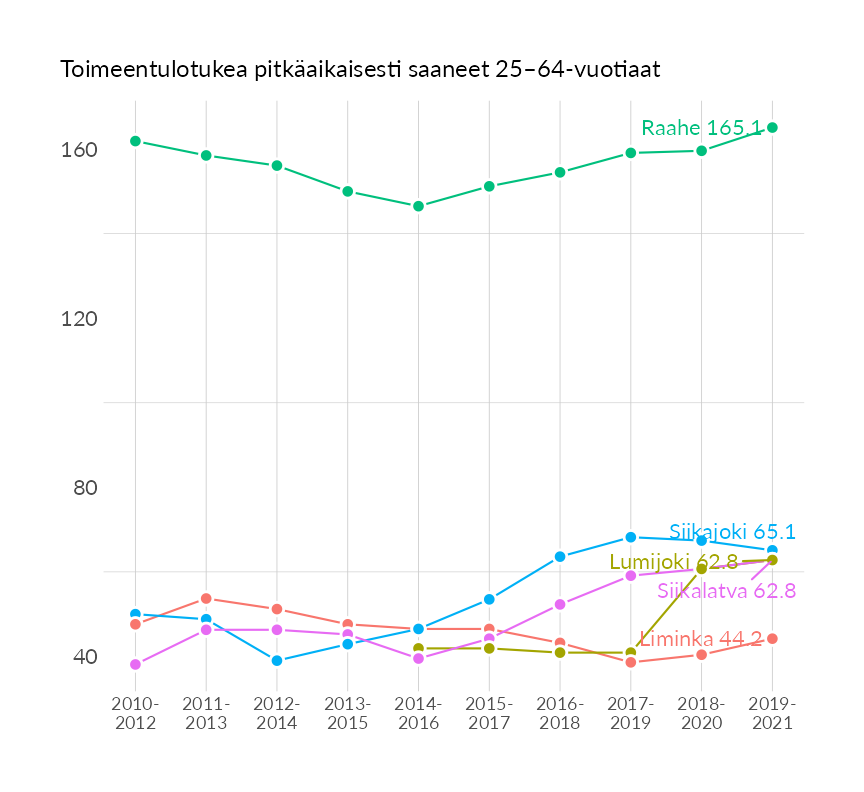 Toimeentulotukea pitkäaikaisesti saaneet 25–64-vuotiaat
Raahe 165.1
160
120
80
Siikajoki 65.1
Lumijoki 62.8
Siikalatva 62.8
Liminka 44.2
40
2010-2012 2011-2013 2012-2014 2013-2015 2014-2016 2015-2017 2016-2018 2017-2019 2018-2020 2019-2021